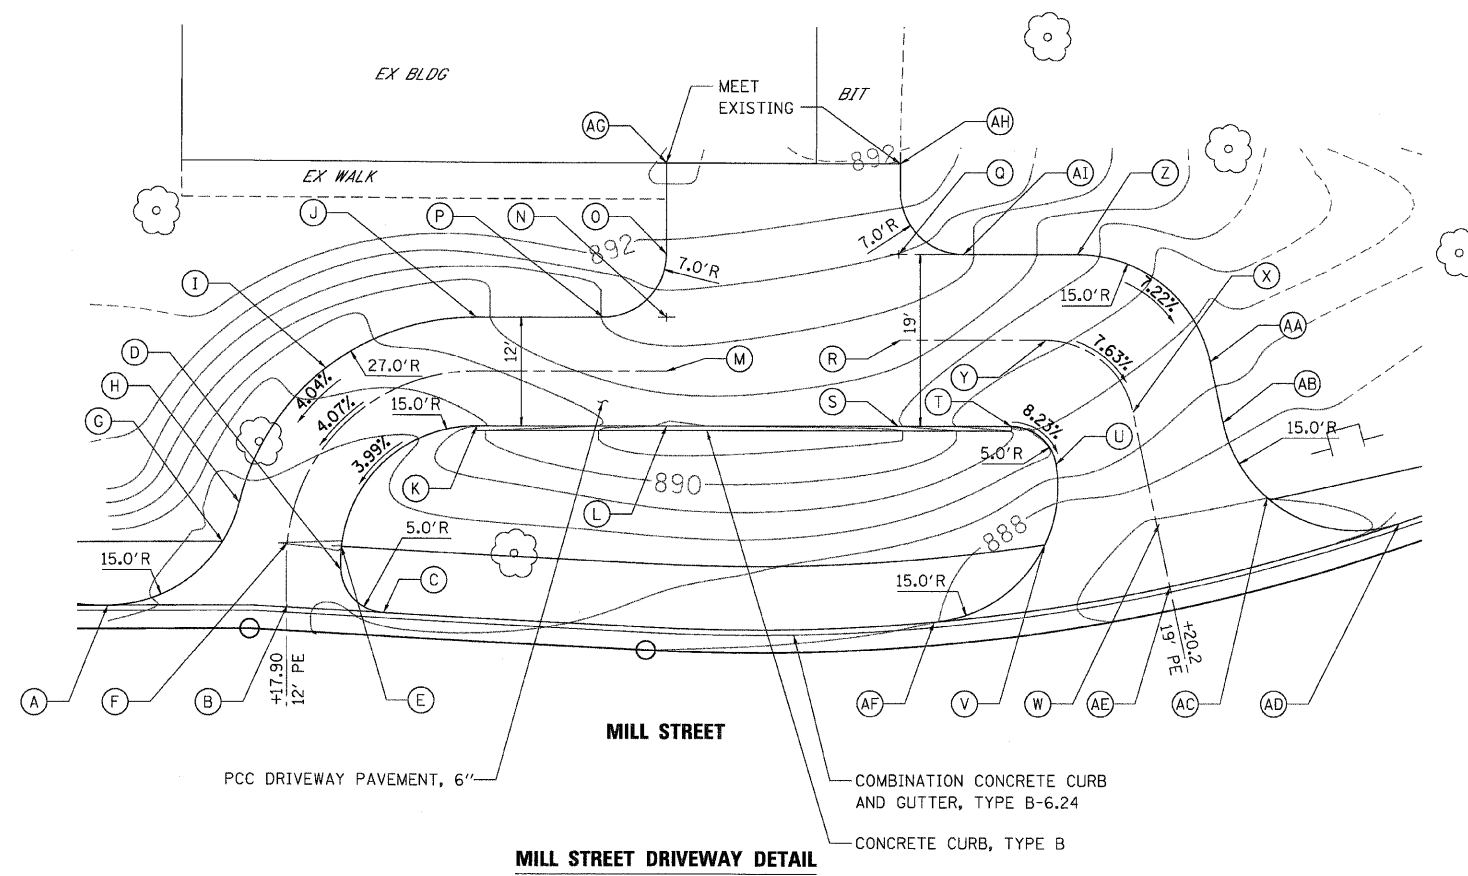 EX BLDG
MEET
EXISTING
BIT
AG
AH
892
EX WALK
Q
AI
Z
J
P
N
O
892
7.0'R
7.0'R
X
I
15.0'R
7.22%
19'
AA
D
12'
R
7.63%
M
27.0'R
H
4.04%
Y
AB
4.07%
15.0'R
S
T
8.23%
G
U
15.0'R
3.99%
5.0'R
K
890
L
5.0'R
888
15.0'R
C
15.0'R
+17.90
12' PE
+20.2
19' PE
A
F
B
E
AF
V
W
AE
AC
AD
MILL STREET
PCC DRIVEWAY PAVEMENT, 6"
COMBINATION CONCRETE CURB
AND GUTTER, TYPE B-6.24
CONCRETE CURB, TYPE B
MILL STREET DRIVEWAY DETAIL